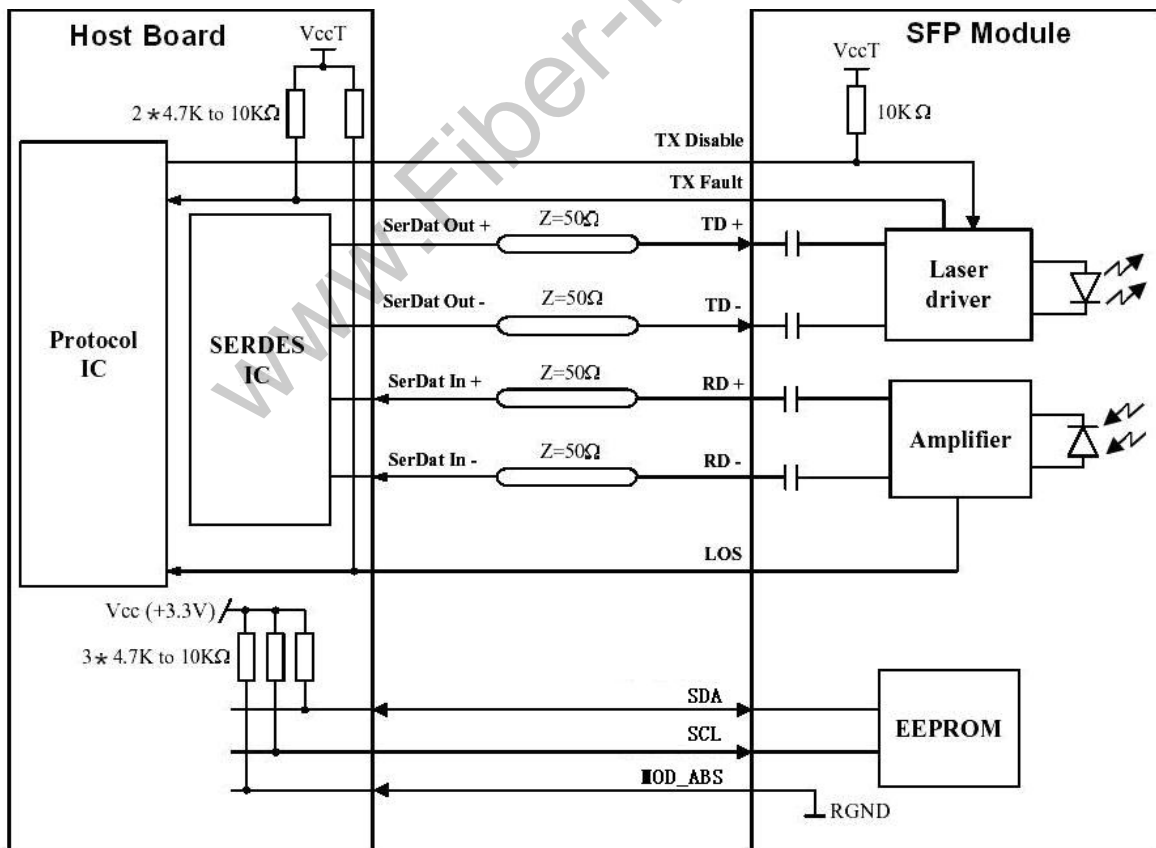 Host Board
SFP Module
VccT
VccT
2*4.7K to 10KΩ
10KΩ
TX Disable
TX Fault
SerDat Out +
Z=50Ω
TD +
Laser
driver
SerDat Out -
Z=50Ω
TD -
Protocol
IC
SERDES
IC
SerDat In +
Z=50Ω
RD +
Amplifier
SerDat In -
Z=50Ω
RD -
LOS
Vcc (+3.3V)
3*4.7K to 10KΩ
SDA
SCL
EEPROM
MOD_ABS
RGND
www.Fiber-